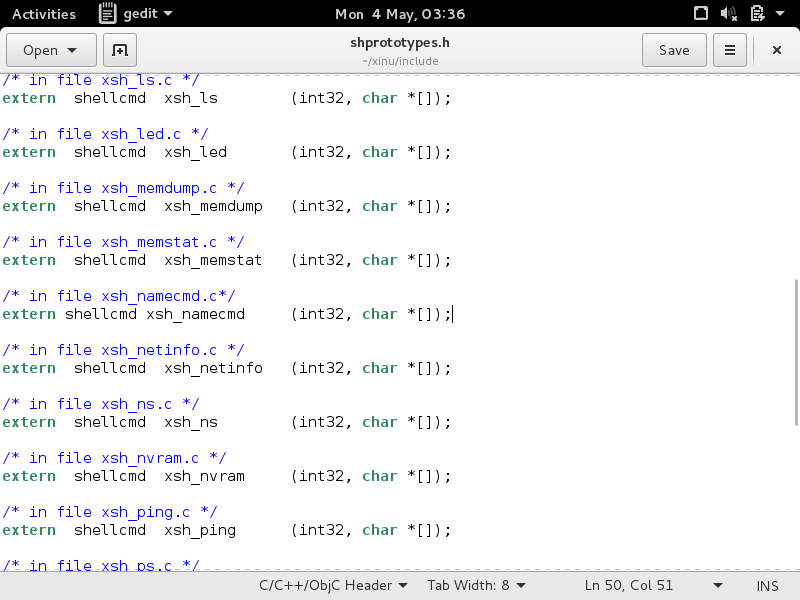 Activities gedit Mon 4 May, 03:36
Open shprototypes.h Save
~/xinu/include
/* in file xsh_ls.c */
extern  shellcmd  xsh_ls        (int32, char *[]);
/* in file xsh_led.c */
extern  shellcmd  xsh_led       (int32, char *[]);
/* in file xsh_memdump.c */
extern  shellcmd  xsh_memdump   (int32, char *[]);
/* in file xsh_memstat.c */
extern  shellcmd  xsh_memstat   (int32, char *[]);
/* in file xsh_namecmd.c*/
extern shellcmd xsh_namecmd     (int32, char *[]);
/* in file xsh_netinfo.c */
extern  shellcmd  xsh_netinfo   (int32, char *[]);
/* in file xsh_ns.c */
extern  shellcmd  xsh_ns        (int32, char *[]);
/* in file xsh_nvram.c */
extern  shellcmd  xsh_nvram     (int32, char *[]);
/* in file xsh_ping.c */
extern  shellcmd  xsh_ping      (int32, char *[]);
/* in file xsh_ps.c */
C/C++/ObjC Header Tab Width: 8 Ln 50, Col 51 INS